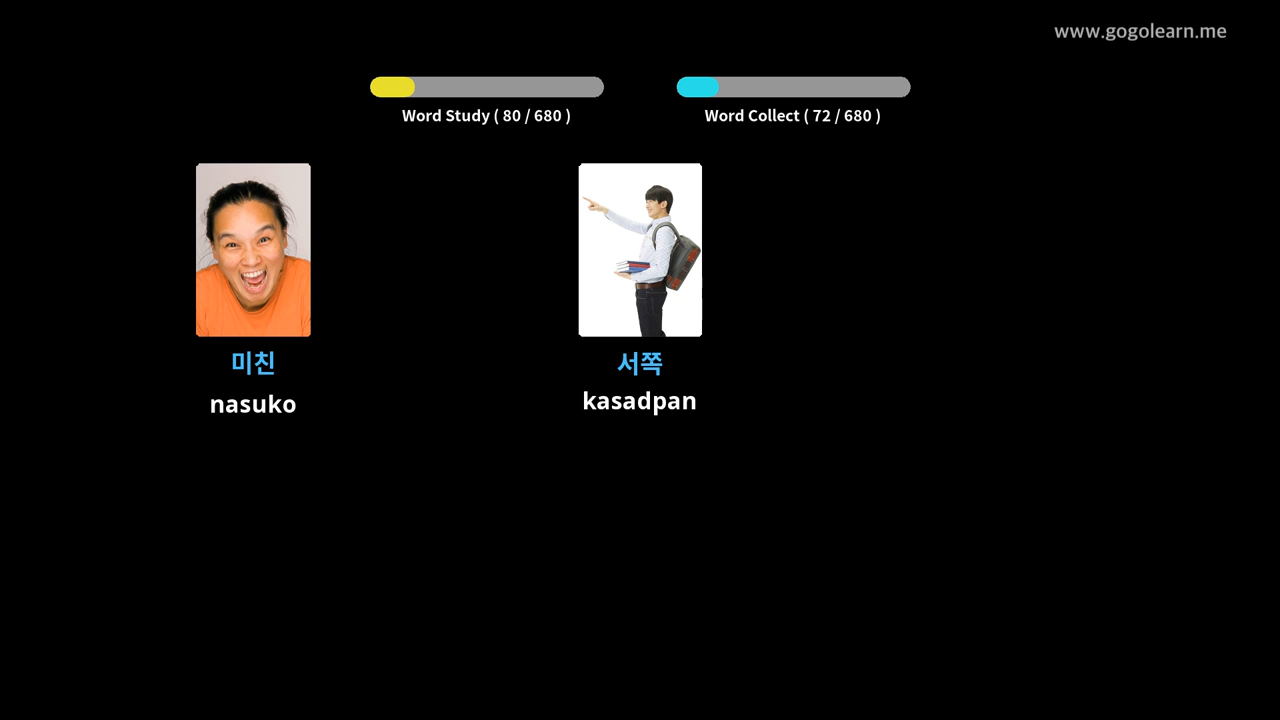 www.gogolearn.me
Word Study ( 80 / 680 )
Word Collect ( 72 / 680 )
미친
nasuko
서쪽
kasadpan